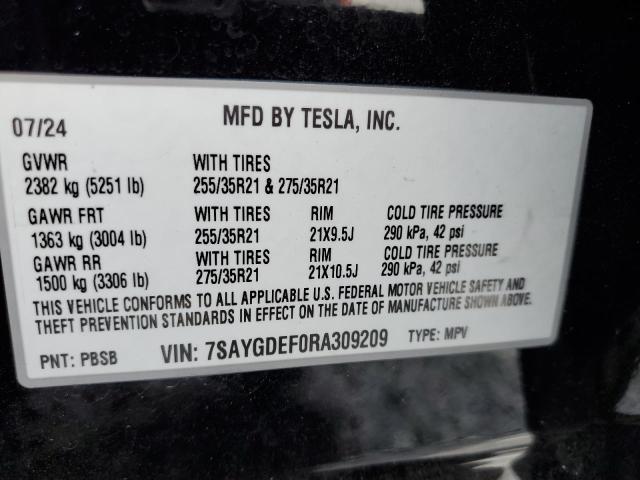 07/24 MFD BY TESLA, INC.
GVWR WITH TIRES
2382 kg (5251 lb) 255/35R21 & 275/35R21
GAWR FRT WITH TIRES RIM COLD TIRE PRESSURE
1363 kg (3004 lb) 255/35R21 21X9.5J 290 kPa, 42 psi
GAWR RR WITH TIRES RIM COLD TIRE PRESSURE
1500 kg (3306 lb) 275/35R21 21X10.5J 290 kPa, 42 psi
THIS VEHICLE CONFORMS TO ALL APPLICABLE U.S. FEDERAL MOTOR VEHICLE SAFETY AND
THEFT PREVENTION STANDARDS IN EFFECT ON THE DATE OF MANUFACTURE SHOWN ABOVE.
PNT: PBSB VIN: 7SAYGDEF0RA309209 TYPE: MPV